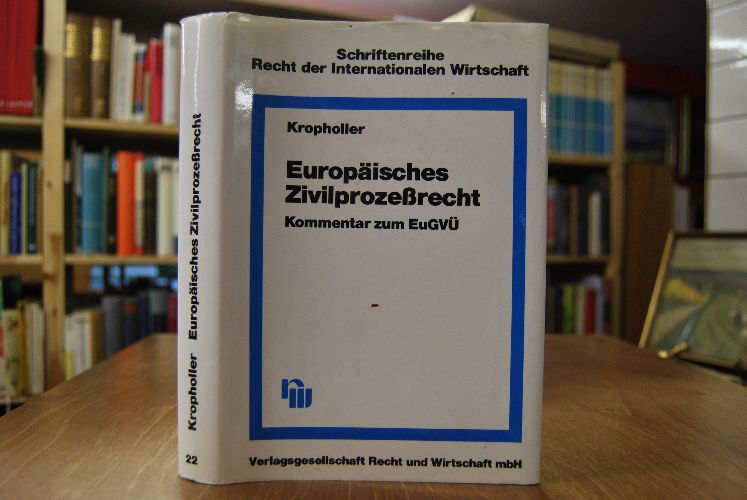 Schriftenreihe
Recht der Internationalen Wirtschaft
Kropholler
Europäisches
Zivilprozeßrecht
Kommentar zum EuGVÜ
Verlagsgesellschaft Recht und Wirtschaft mbH
Kropholler Europäisches Zivilprozeßrecht
22